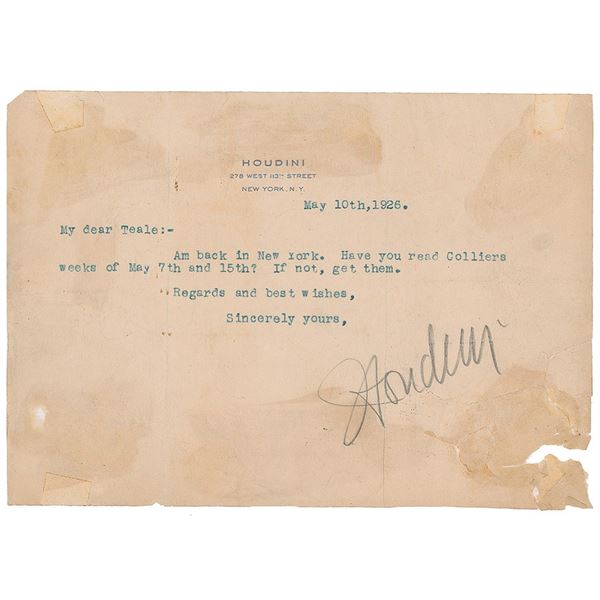 HOUDINI
278 WEST 113TH STREET
NEW YORK, N.Y.
May 10th,1926.
My dear Teale:-
Am back in New York. Have you read Colliers
weeks of May 7th and 15th? If not, get them.
Regards and best wishes,
Sincerely yours,
Houdini